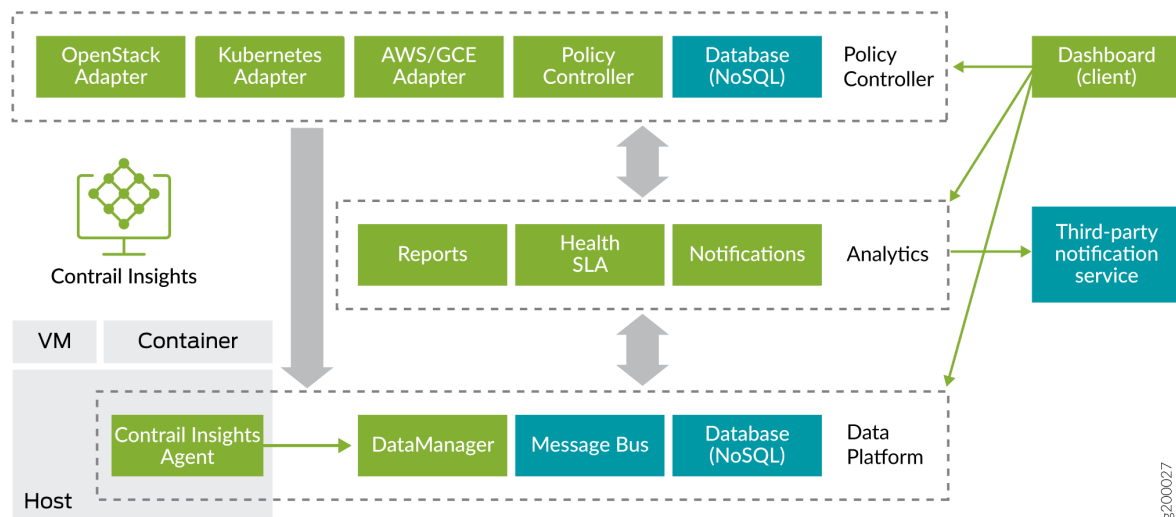 OpenStack
Adapter
Kubernetes
Adapter
AWS/GCE
Adapter
Policy
Controller
Database
(NoSQL)
Policy
Controller
Dashboard
(client)
Contrail Insights
Reports
Health
SLA
Notifications
Analytics
Third-party
notification
service
VM
Container
Contrail Insights
Agent
DataManager
Message Bus
Database
(NoSQL)
Data
Platform
Host
g200027